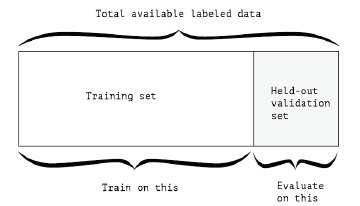 Total available labeled data
Training set
Held-out
validation
set
Train on this
Evaluate
on this